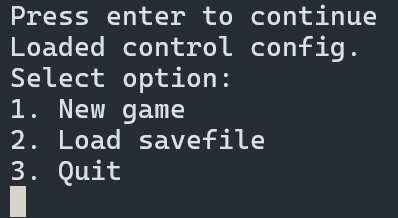 Press enter to continue
Loaded control config.
Select option:
1. New game
2. Load savefile
3. Quit